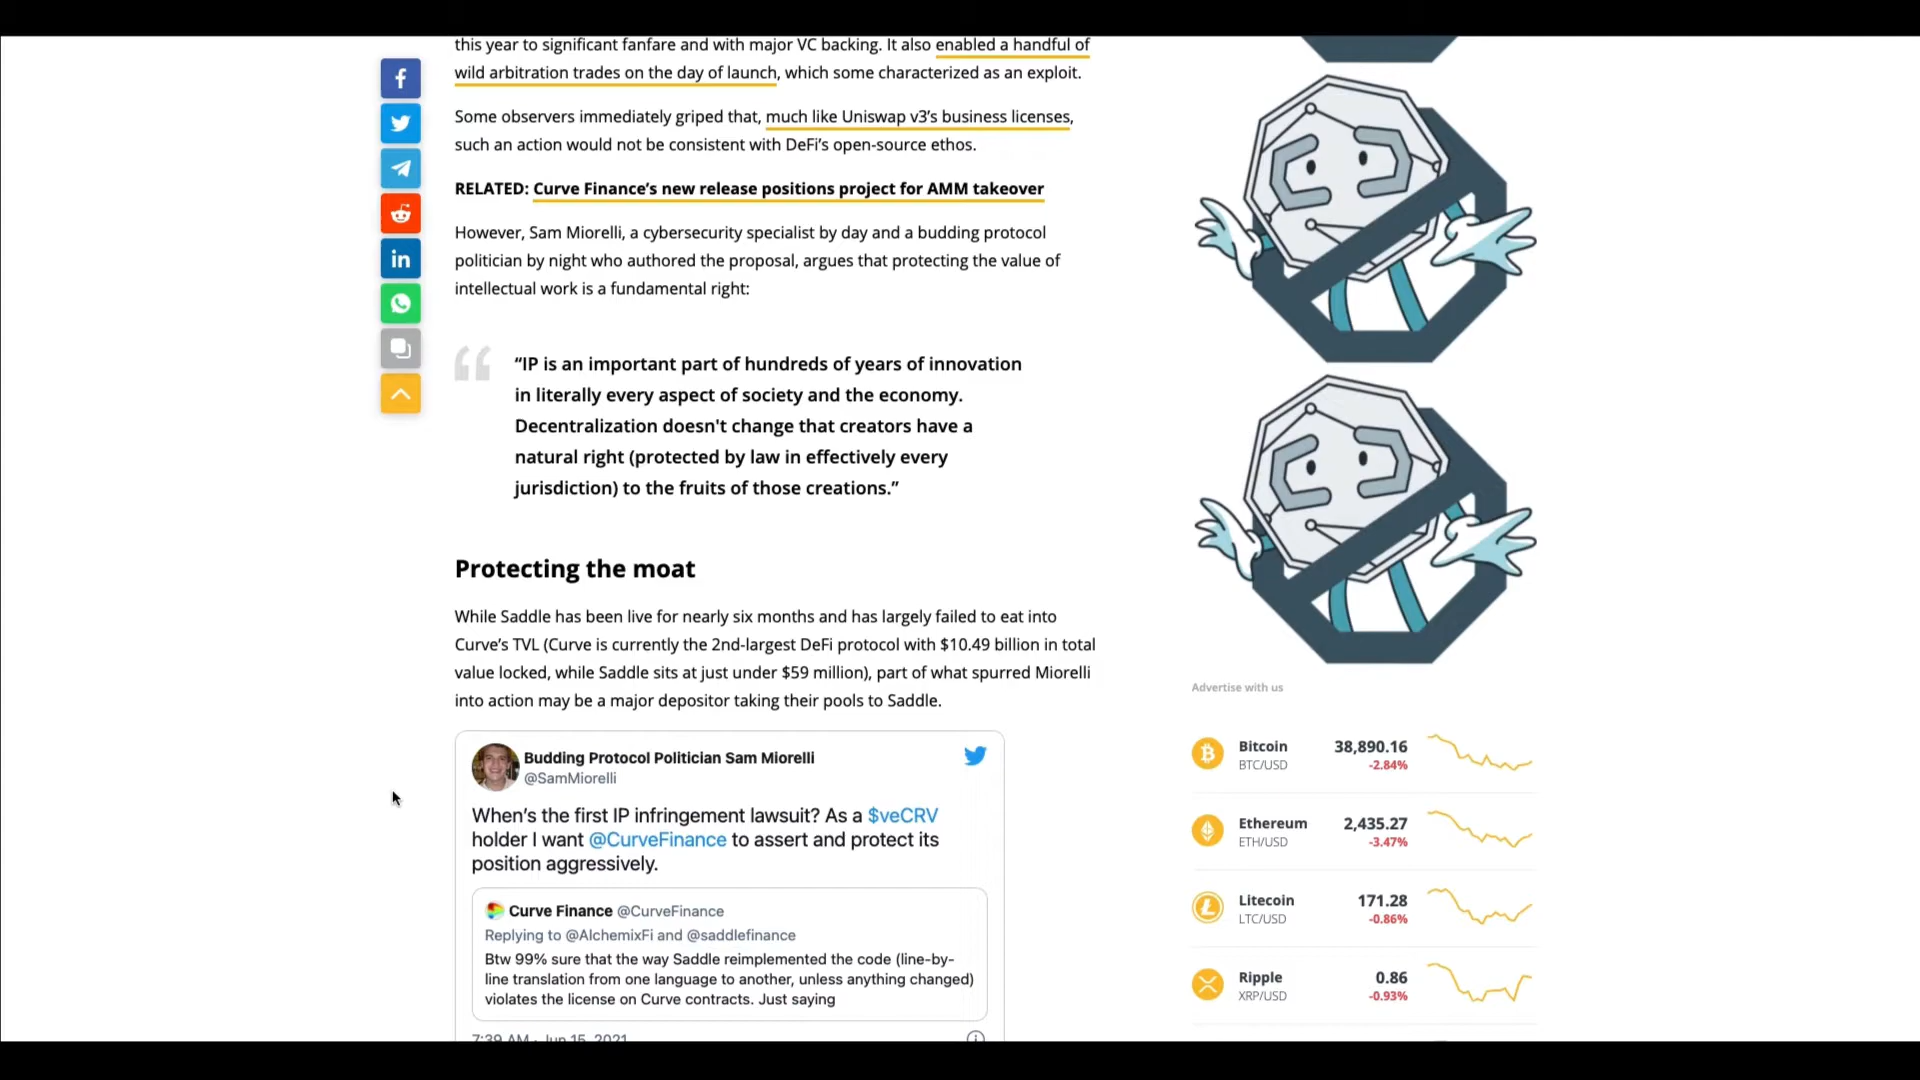 this year to significant fanfare and with major VC backing. It also enabled a handful of
wild arbitration trades on the day of launch, which some characterized as an exploit.
Some observers immediately griped that, much like Uniswap v3’s business licenses,
such an action would not be consistent with DeFi’s open-source ethos.
RELATED: Curve Finance’s new release positions project for AMM takeover
However, Sam Miorelli, a cybersecurity specialist by day and a budding protocol
politician by night who authored the proposal, argues that protecting the value of
intellectual work is a fundamental right:
“IP is an important part of hundreds of years of innovation
in literally every aspect of society and the economy.
Decentralization doesn't change that creators have a
natural right (protected by law in effectively every
jurisdiction) to the fruits of those creations.”
Protecting the moat
While Saddle has been live for nearly six months and has largely failed to eat into
Curve’s TVL (Curve is currently the 2nd-largest DeFi protocol with $10.49 billion in total
value locked, while Saddle sits at just under $59 million), part of what spurred Miorelli
into action may be a major depositor taking their pools to Saddle.
Budding Protocol Politician Sam Miorelli
@SamMiorelli
When’s the first IP infringement lawsuit? As a $veCRV
holder I want @CurveFinance to assert and protect its
position aggressively.
Curve Finance @CurveFinance
Replying to @AlchemixFi and @saddlefinance
Btw 99% sure that the way Saddle reimplemented the code (line-by-
line translation from one language to another, unless anything changed)
violates the license on Curve contracts. Just saying
7:39 AM · Jun 15, 2021
Advertise with us
Bitcoin 38,890.16
BTC/USD -2.84%
Ethereum 2,435.27
ETH/USD -3.47%
Litecoin 171.28
LTC/USD -0.86%
Ripple 0.86
XRP/USD -0.93%